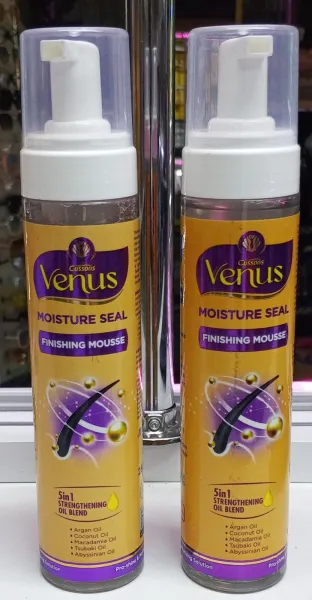 Cussons
Venus
MOISTURE SEAL
FINISHING MOUSSE
5in1
STRENGTHENING
OIL BLEND
• Argan Oil
• Coconut Oil
• Macadamia Oil
• Tsubaki Oil
• Abyssinian Oil
Solution
Cussons
Venus
MOISTURE SEAL
FINISHING MOUSSE
5in1
STRENGTHENING
OIL BLEND
• Argan Oil
• Coconut Oil
• Macadamia Oil
• Tsubaki Oil
• Abyssinian Oil
Solution